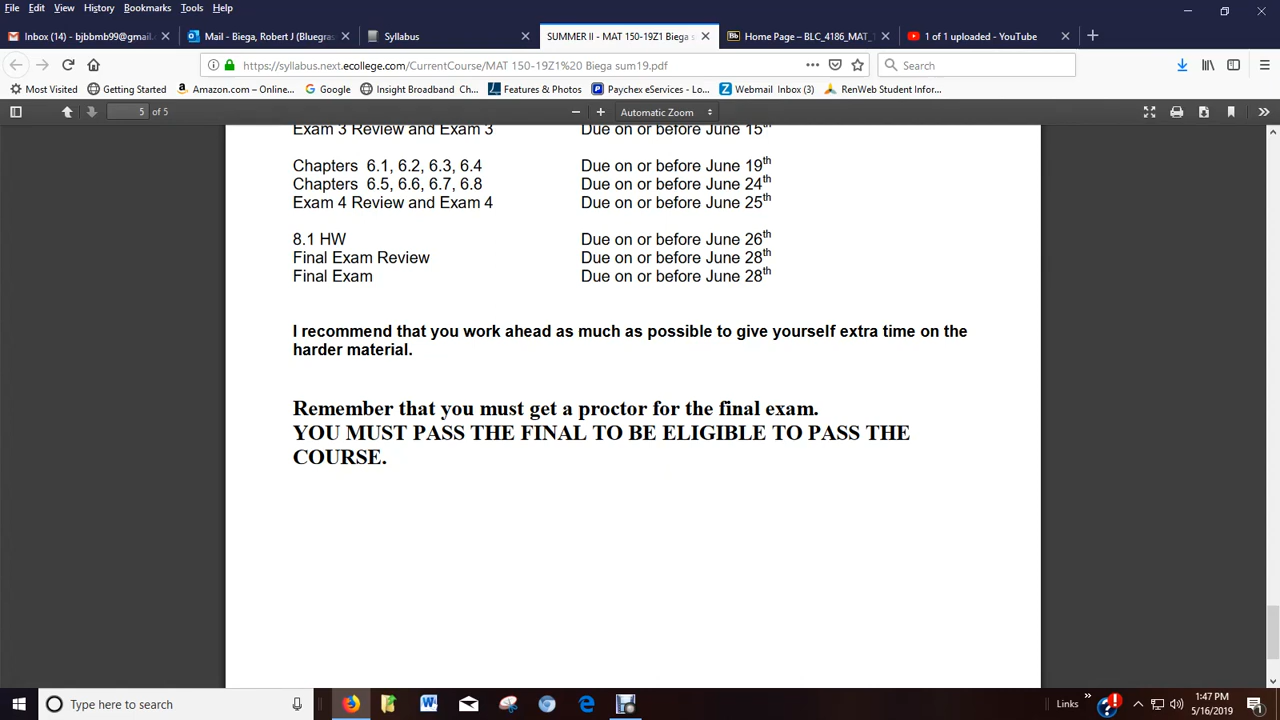 File Edit View History Bookmarks Tools Help
Inbox (14) - bjbbmb99@gmail. Mail - Biega, Robert J (Bluegras Syllabus SUMMER II - MAT 150-19Z1 Biega s Home Page – BLC_4186_MAT_ 1 of 1 uploaded - YouTube
https://syllabus.next.ecollege.com/CurrentCourse/MAT 150-19Z1%20 Biega sum19.pdf Search
Most Visited Getting Started Amazon.com – Online... Google Insight Broadband Ch... Features & Photos Paychex eServices - Lo... Webmail Inbox (3) RenWeb Student Infor...
5 of 5 Automatic Zoom
Exam 3 Review and Exam 3 Due on or before June 15th
Chapters 6.1, 6.2, 6.3, 6.4 Due on or before June 19th
Chapters 6.5, 6.6, 6.7, 6.8 Due on or before June 24th
Exam 4 Review and Exam 4 Due on or before June 25th
8.1 HW Due on or before June 26th
Final Exam Review Due on or before June 28th
Final Exam Due on or before June 28th
I recommend that you work ahead as much as possible to give yourself extra time on the
harder material.
Remember that you must get a proctor for the final exam.
YOU MUST PASS THE FINAL TO BE ELIGIBLE TO PASS THE
COURSE.
Type here to search Links 1:47 PM
5/16/2019